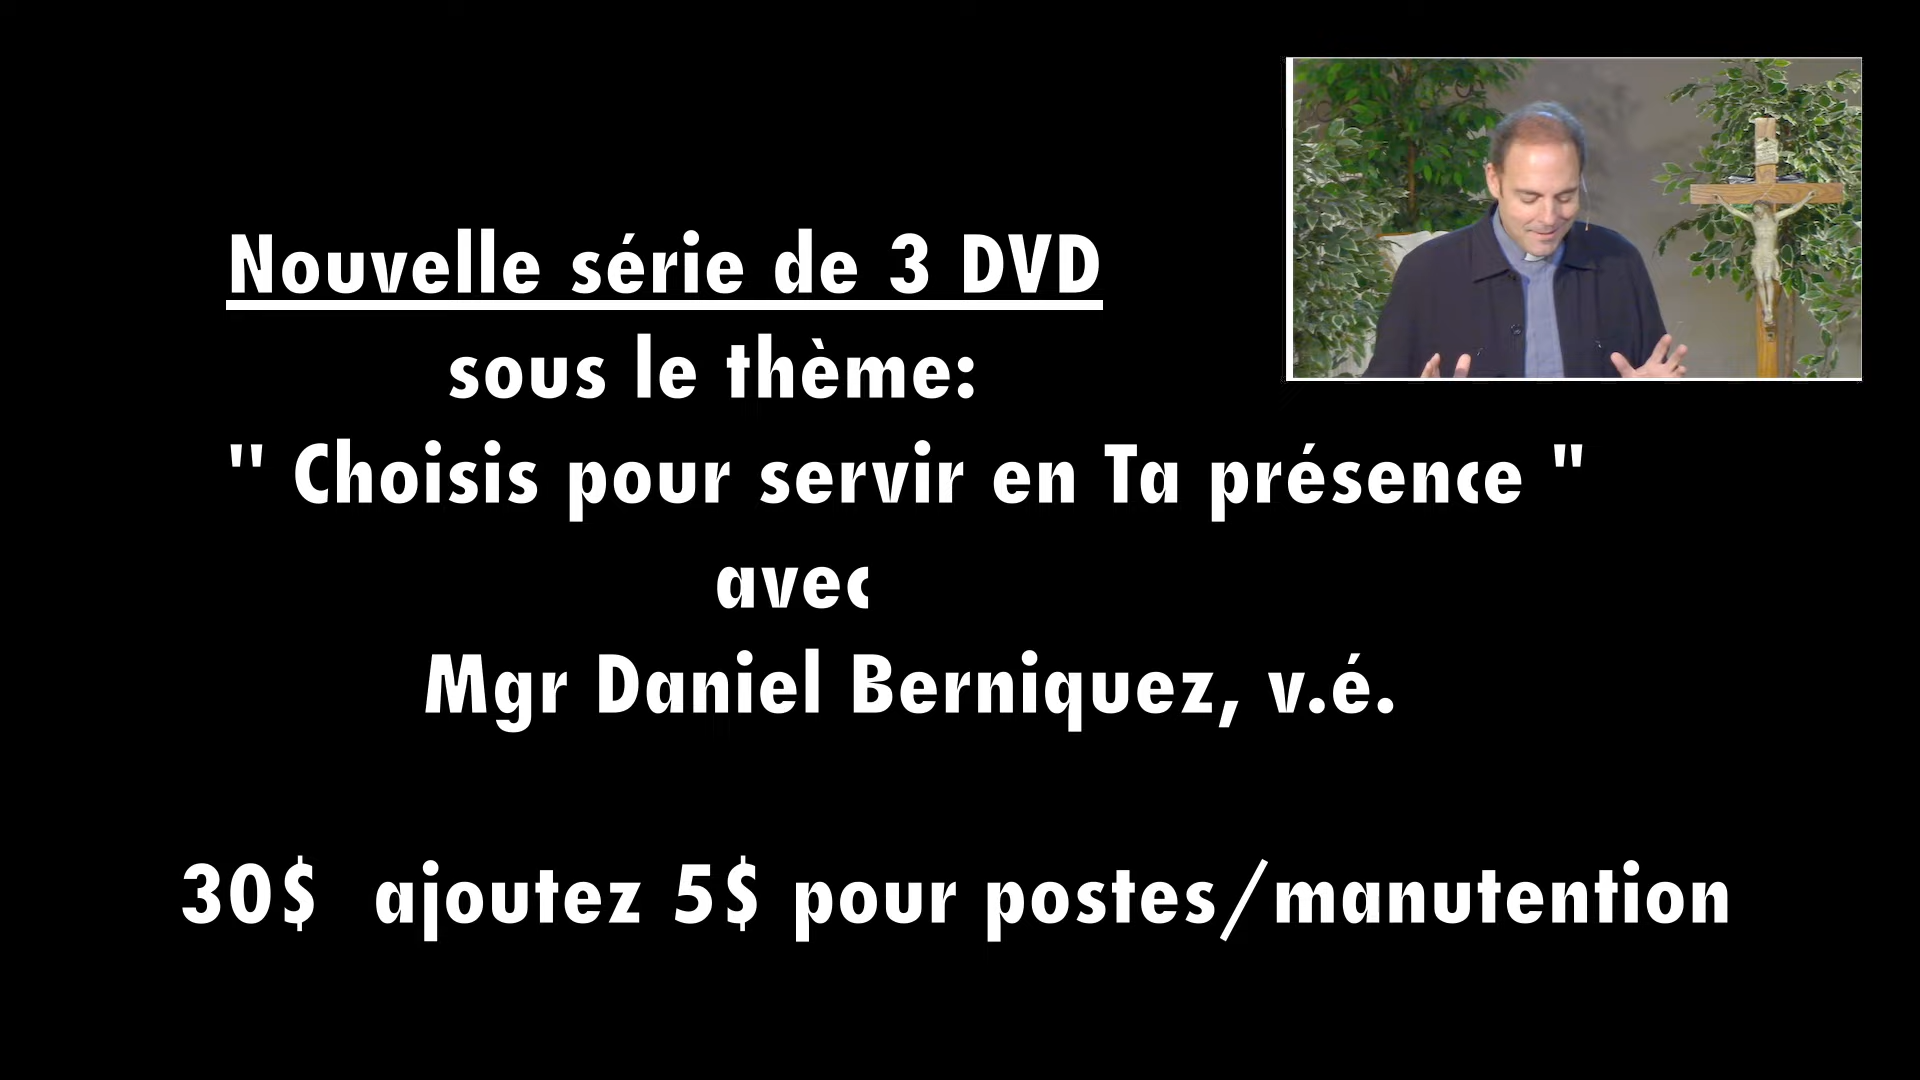 Nouvelle série de 3 DVD
sous le thème:
" Choisis pour servir en Ta présence "
avec
Mgr Daniel Berniquez, v.é.
30$ ajoutez 5$ pour postes/manutention